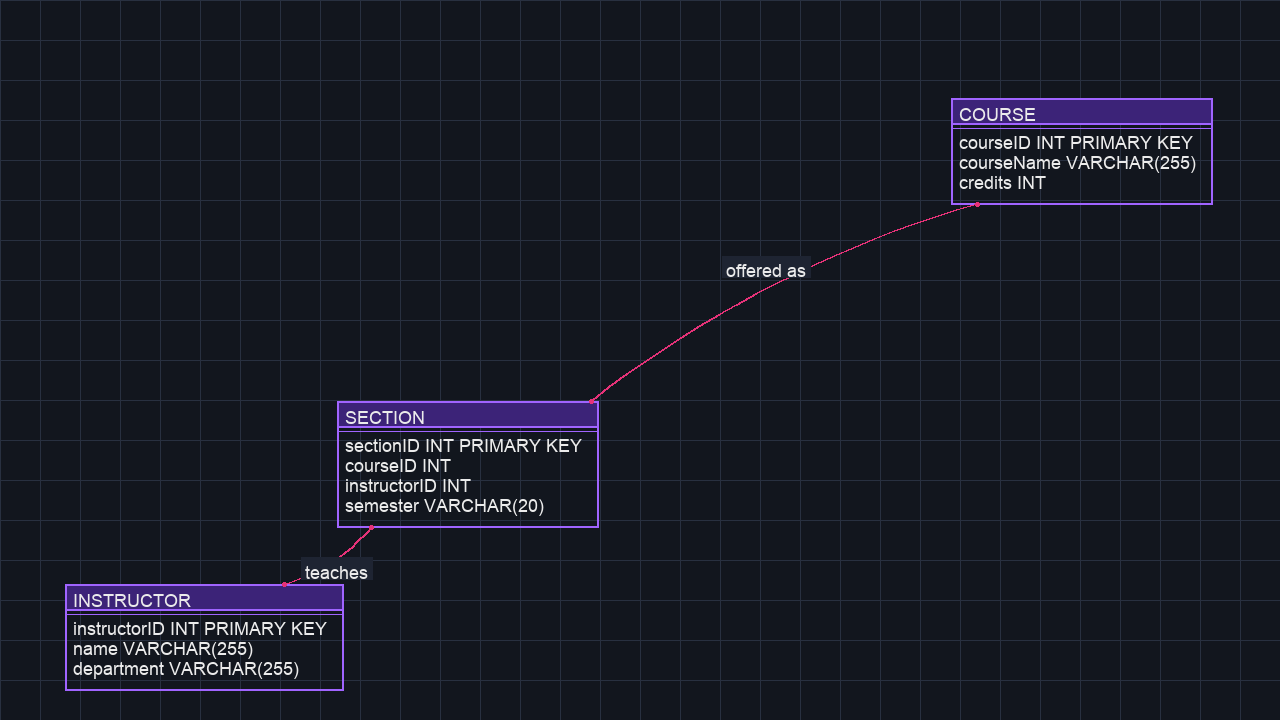 COURSE
courseID INT PRIMARY KEY
courseName VARCHAR(255)
credits INT
offered as
SECTION
sectionID INT PRIMARY KEY
courseID INT
instructorID INT
semester VARCHAR(20)
teaches
INSTRUCTOR
instructorID INT PRIMARY KEY
name VARCHAR(255)
department VARCHAR(255)